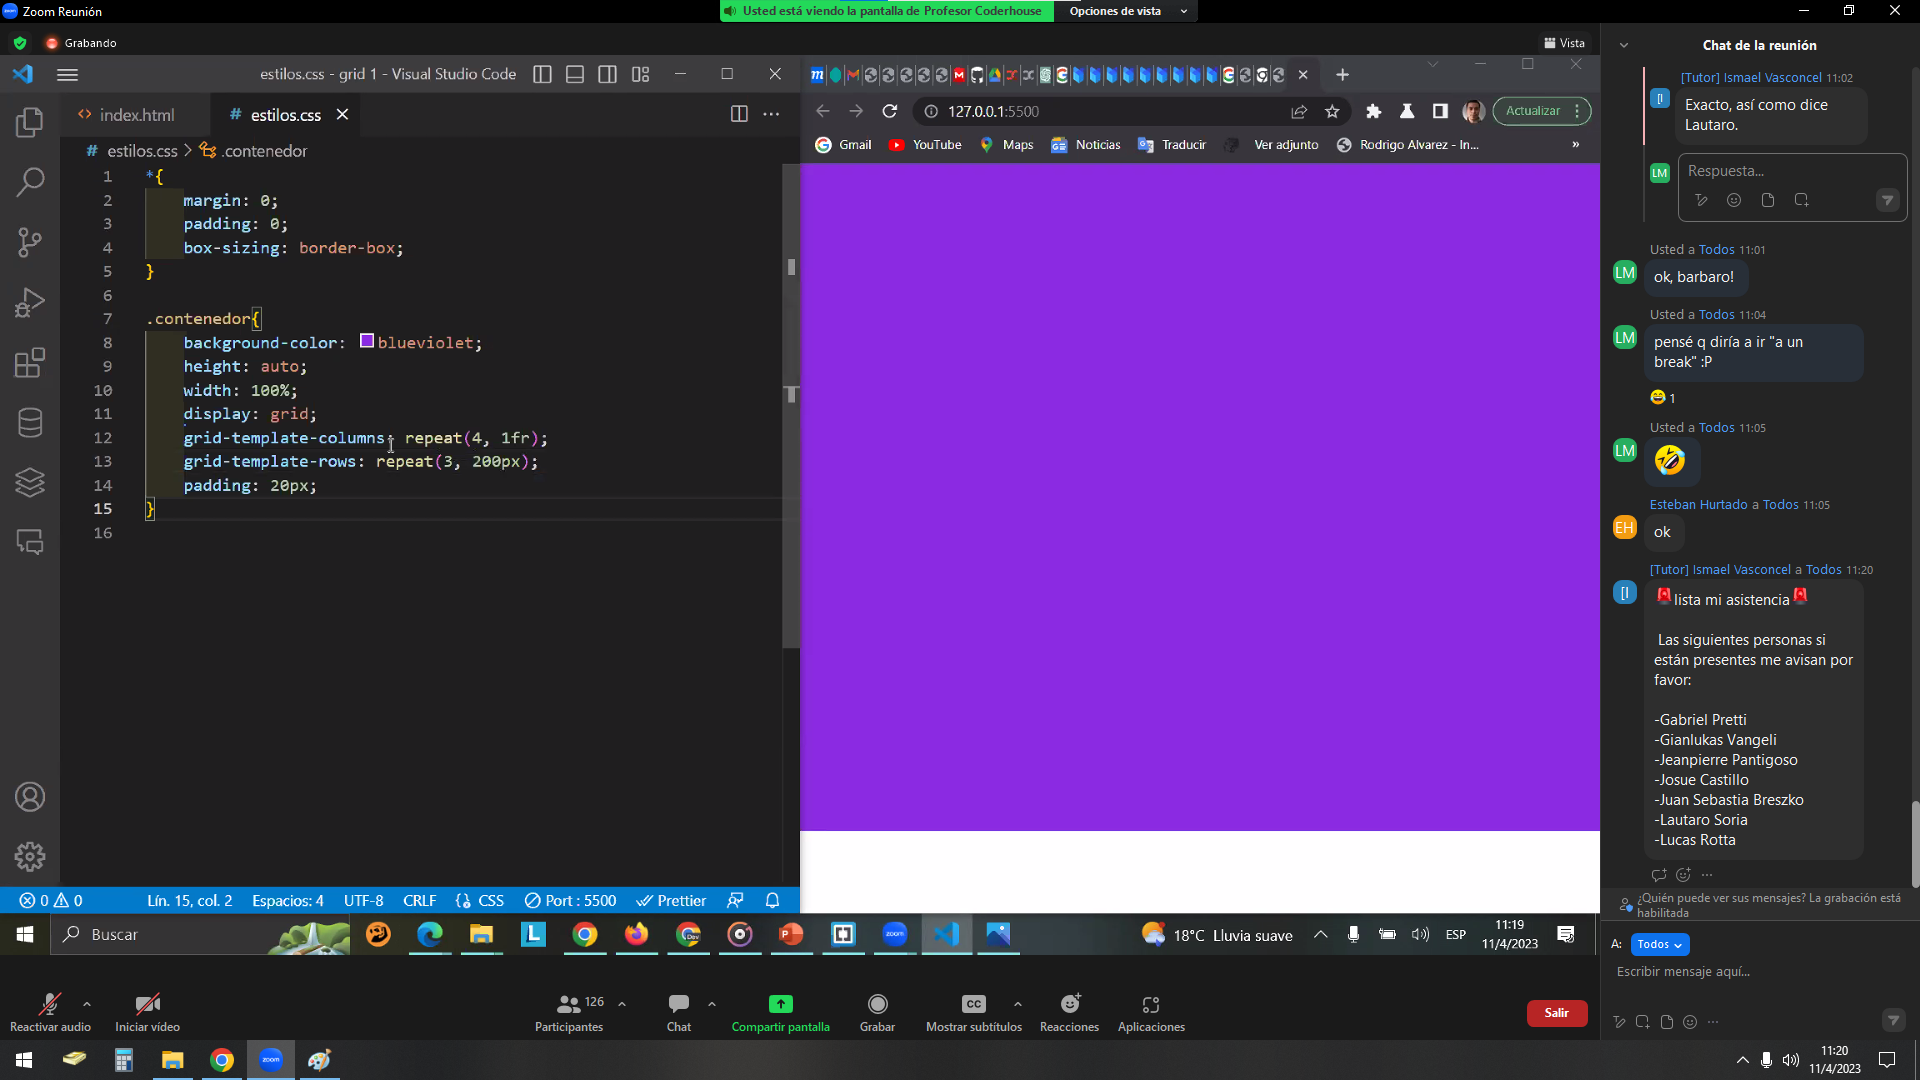 Zoom Reunión
Usted está viendo la pantalla de Profesor Coderhouse
Opciones de vista
Grabando
Vista
estilos.css - grid 1 - Visual Studio Code
index.html
# estilos.css
# estilos.css > .contenedor
1 *{
2 margin: 0;
3 padding: 0;
4 box-sizing: border-box;
5 }
6
7 .contenedor{
8 background-color: blueviolet;
9 height: auto;
10 width: 100%;
11 display: grid;
12 grid-template-columns: repeat(4, 1fr);
13 grid-template-rows: repeat(3, 200px);
14 padding: 20px;
15 }
16
0 0
Lín. 15, col. 2
Espacios: 4
UTF-8
CRLF
CSS
Port : 5500
Prettier
127.0.0.1:5500
Actualizar
Gmail
YouTube
Maps
Noticias
Traducir
Ver adjunto
Rodrigo Alvarez - In...
»
Buscar
18°C Lluvia suave
ESP
11:19
11/4/2023
Chat de la reunión
[Tutor] Ismael Vasconcel 11:02
[I
Exacto, así como dice
Lautaro.
LM
Respuesta...
Usted a Todos 11:01
LM
ok, barbaro!
Usted a Todos 11:04
LM
pensé q diría a ir "a un
break" :P
1
Usted a Todos 11:05
LM
Esteban Hurtado a Todos 11:05
EH
ok
[Tutor] Ismael Vasconcel a Todos 11:20
[I
lista mi asistencia
Las siguientes personas si
están presentes me avisan por
favor:
-Gabriel Pretti
-Gianlukas Vangeli
-Jeanpierre Pantigoso
-Josue Castillo
-Juan Sebastia Breszko
-Lautaro Soria
-Lucas Rotta
¿Quién puede ver sus mensajes? La grabación está
habilitada
A: Todos
Escribir mensaje aquí...
Reactivar audio
Iniciar vídeo
126
Participantes
Chat
Compartir pantalla
Grabar
CC
Mostrar subtítulos
Reacciones
Aplicaciones
Salir
zoom
11:20
11/4/2023